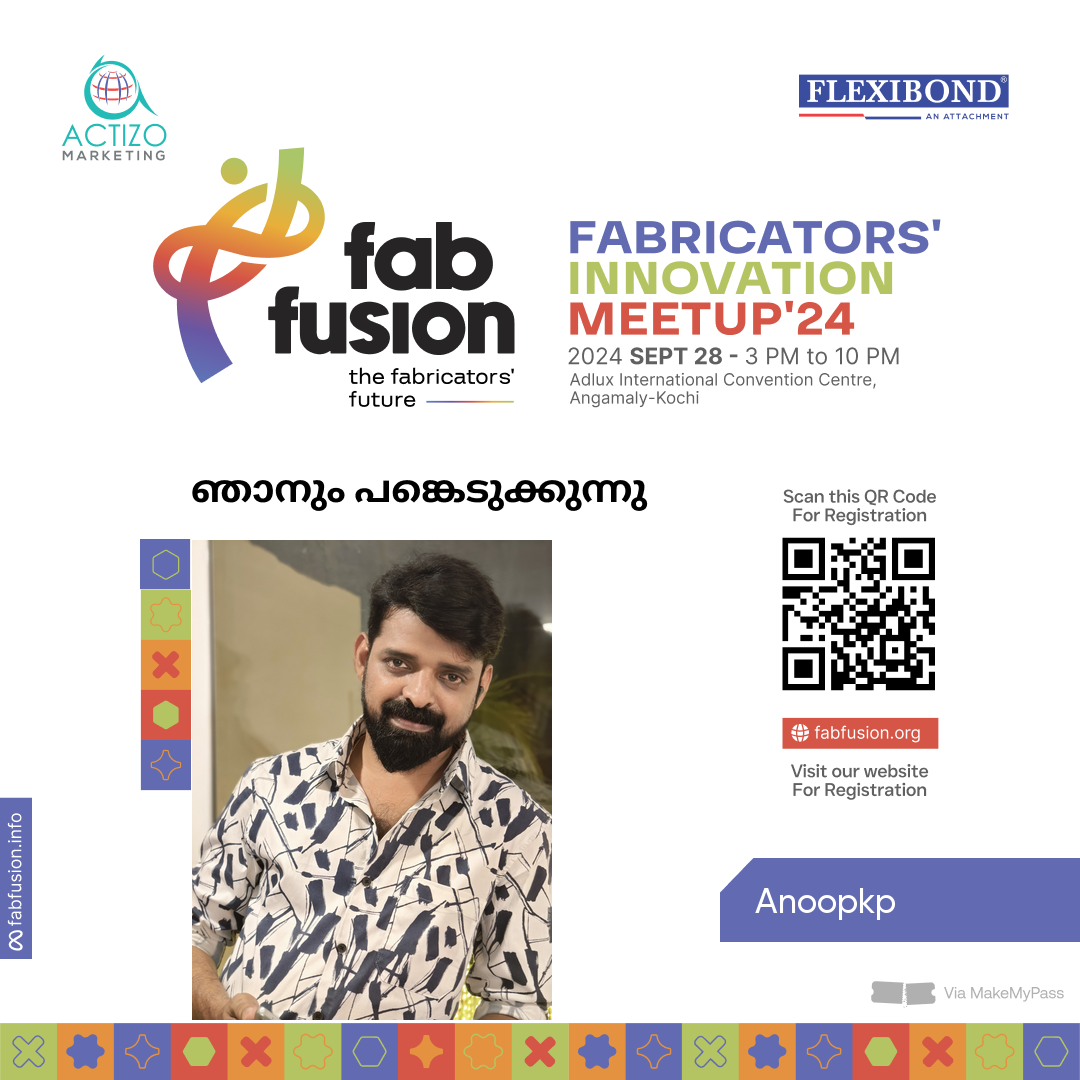 ACTIZO
MARKETING
FLEXIBOND®
AN ATTACHMENT
fab
fusion
the fabricators'
future
FABRICATORS'
INNOVATION
MEETUP'24
2024 SEPT 28 - 3 PM to 10 PM
Adlux International Convention Centre,
Angamaly-Kochi
ഞാനും പങ്കെടുക്കുന്നു
Scan this QR Code
For Registration
fabfusion.org
Visit our website
For Registration
fabfusion.info
Anoopkp
Via MakeMyPass